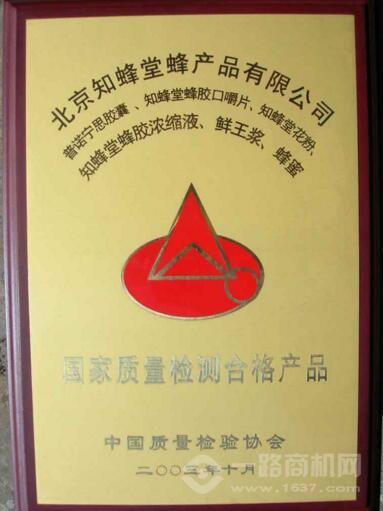 北京知蜂堂蜂产品有限公司
普诺宁思胶囊、知蜂堂蜂胶口嚼片、知蜂堂花粉、
知蜂堂蜂胶浓缩液、鲜王浆、蜂蜜
国家质量检测合格产品
中国质量检验协会
二〇〇三年十月
一路商机网
www.1637.com